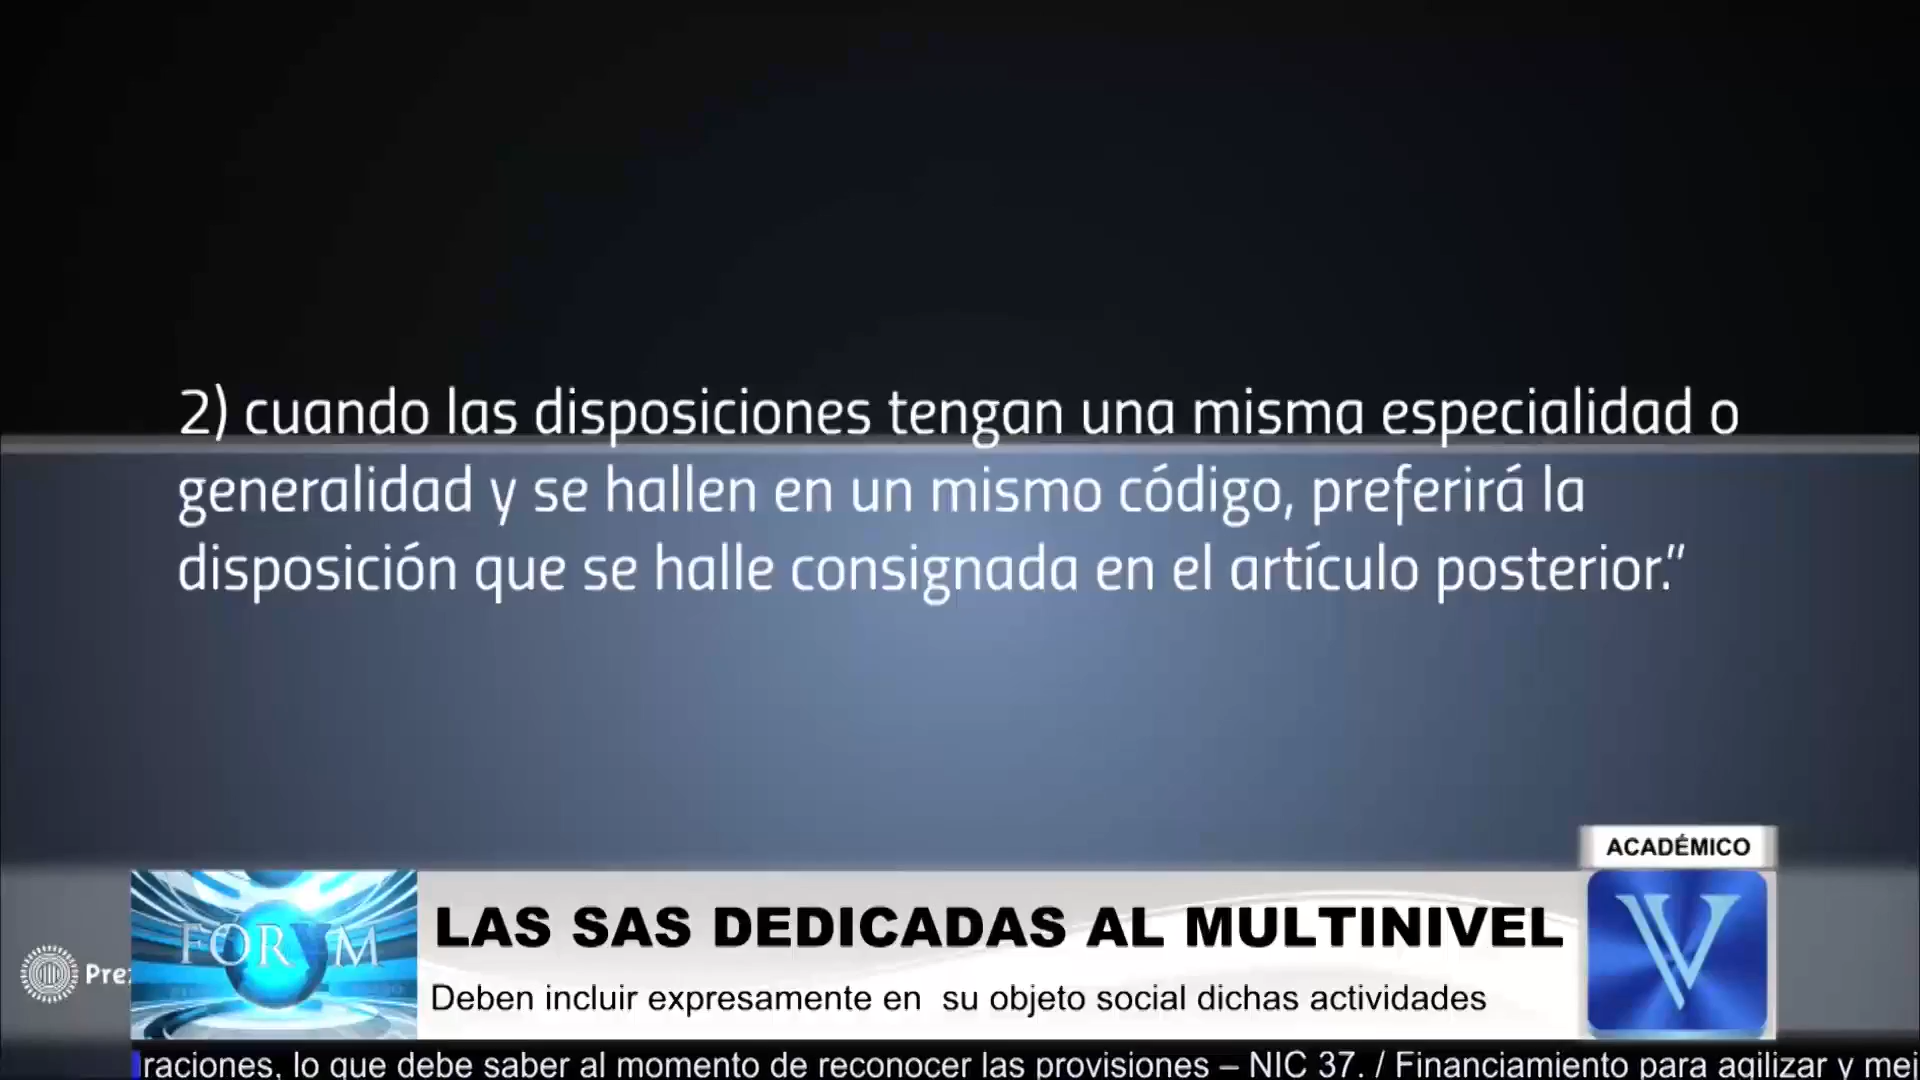 2) cuando las disposiciones tengan una misma especialidad o
generalidad y se hallen en un mismo código, preferirá la
disposición que se halle consignada en el artículo posterior.”
ACADÉMICO
FORVM
LAS SAS DEDICADAS AL MULTINIVEL
V
Prez
Deben incluir expresamente en su objeto social dichas actividades
raciones, lo que debe saber al momento de reconocer las provisiones – NIC 37. / Financiamiento para agilizar y mej